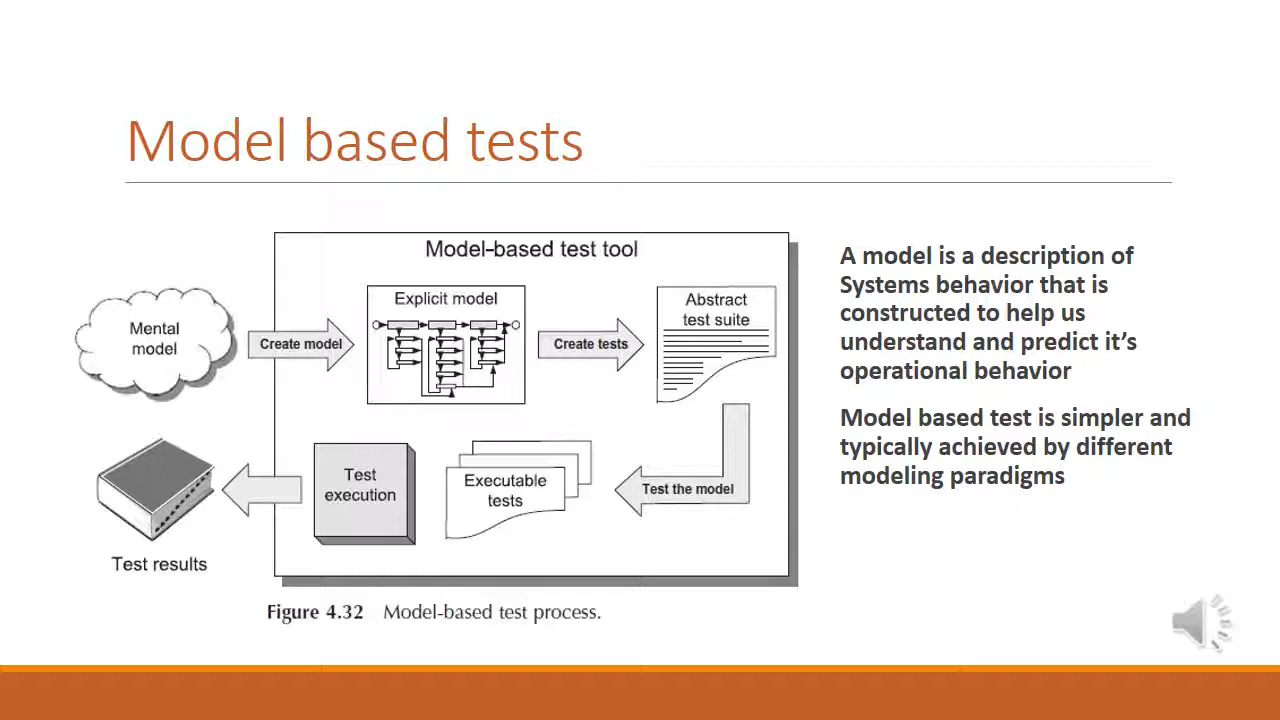 Model based tests
Model-based test tool
Mental
model
Create model
Explicit model
Create tests
Abstract
test suite
Test the model
Executable
tests
Test
execution
Test results
Figure 4.32 Model-based test process.
A model is a description of
Systems behavior that is
constructed to help us
understand and predict it's
operational behavior
Model based test is simpler and
typically achieved by different
modeling paradigms